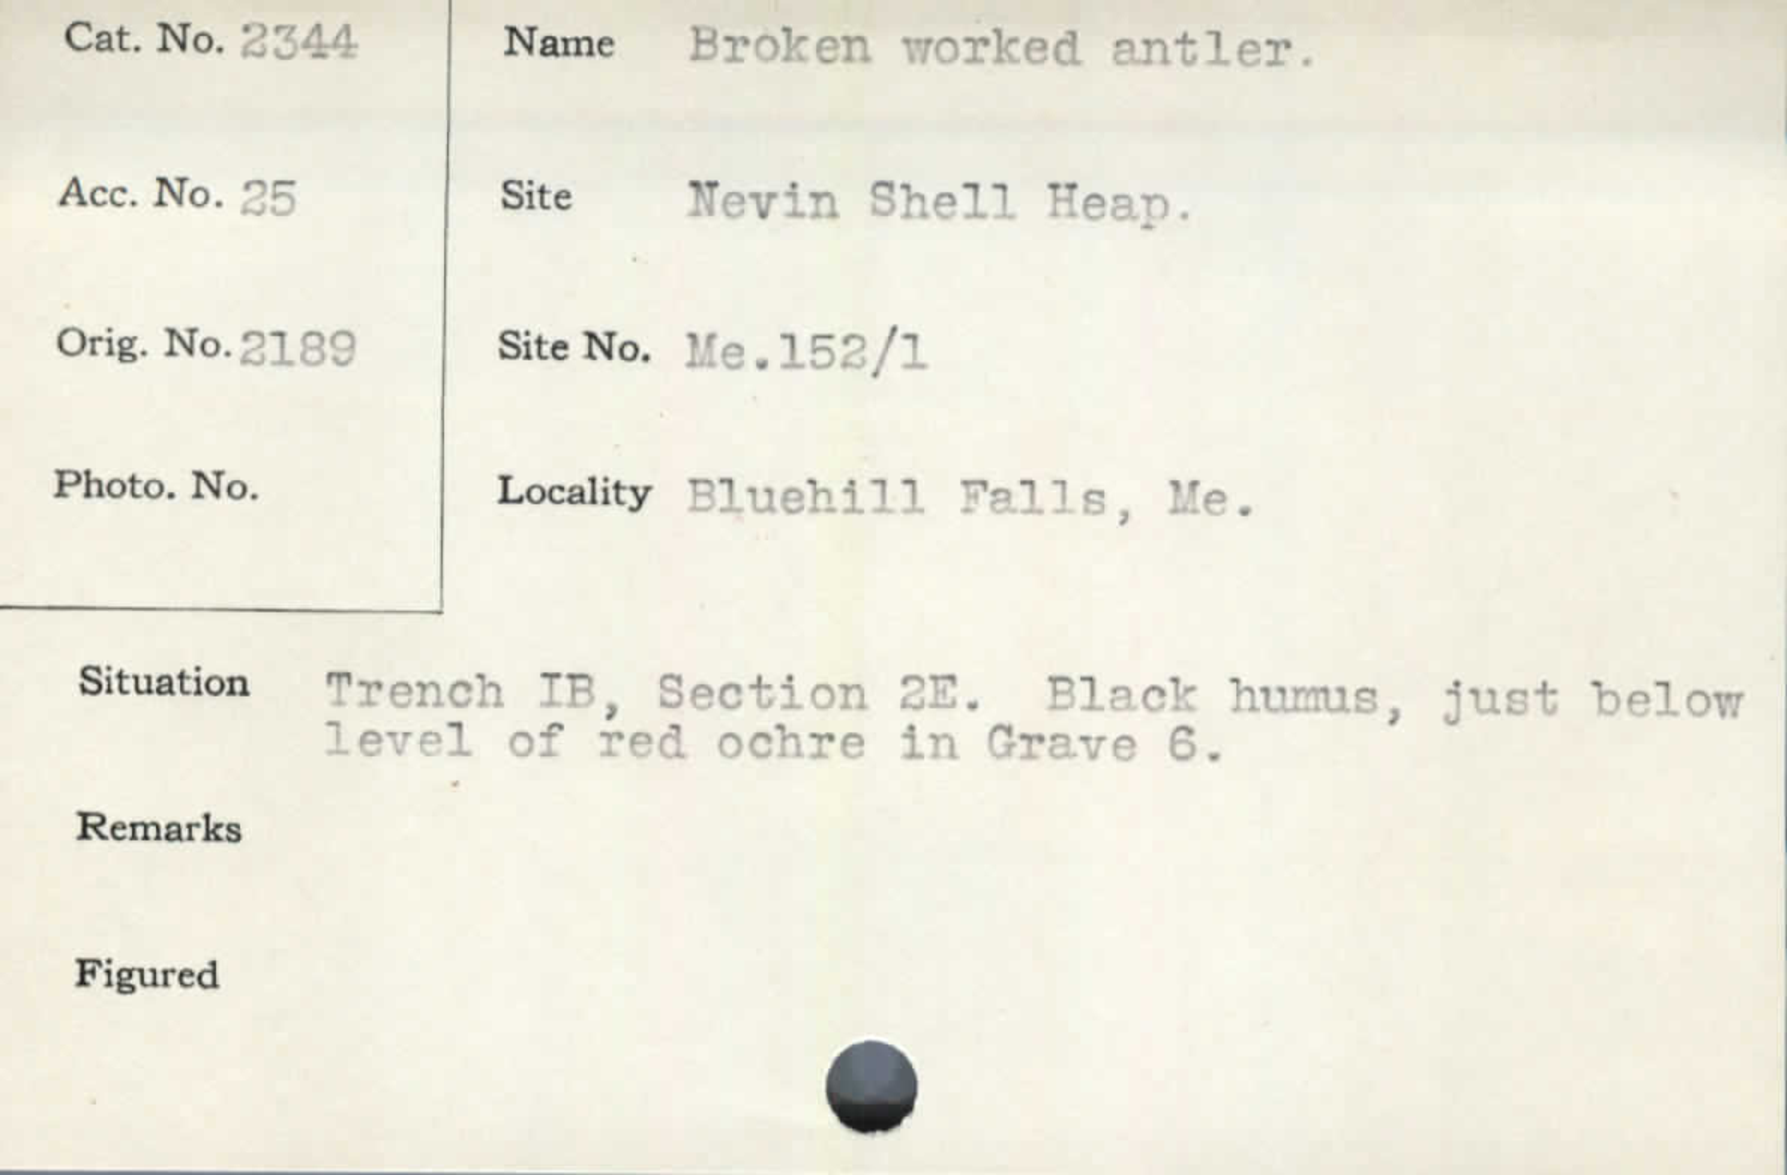 Cat. No. 2344
Name Broken worked antler.
Acc. No. 25
Site Nevin Shell Heap.
Orig. No. 2189
Site No. Me.152/1
Photo. No.
Locality Bluehill Falls, Me.
Situation Trench IB, Section 2E. Black humus, just below
level of red ochre in Grave 6.
Remarks
Figured